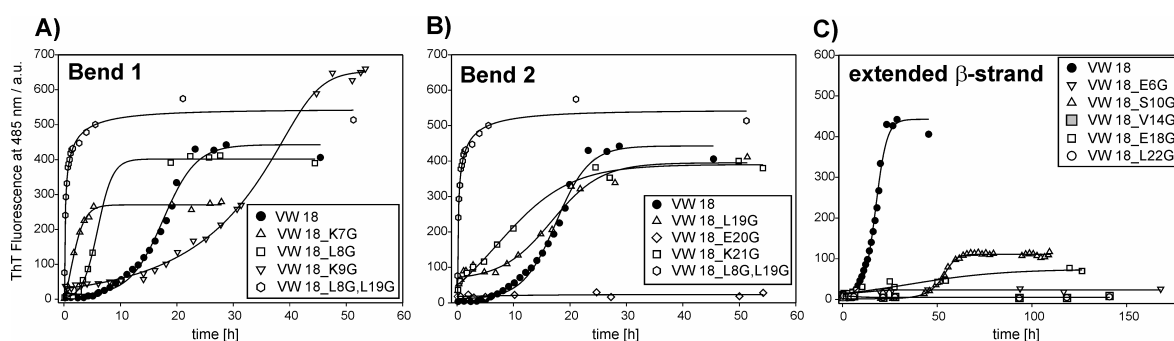 A)
B)
C)
ThT Fluorescence at 485 nm / a.u.
700
600
500
400
300
200
100
0
Bend 1
VW 18
VW 18_K7G
VW 18_L8G
VW 18_K9G
VW 18_L8G,L19G
0 10 20 30 40 50 60
time [h]
700
600
500
400
300
200
100
0
Bend 2
VW 18
VW 18_L19G
VW 18_E20G
VW 18_K21G
VW 18_L8G,L19G
0 10 20 30 40 50 60
time [h]
600
500
400
300
200
100
0
extended β-strand
VW 18
VW 18_E6G
VW 18_S10G
VW 18_V14G
VW 18_E18G
VW 18_L22G
0 50 100 150
time [h]